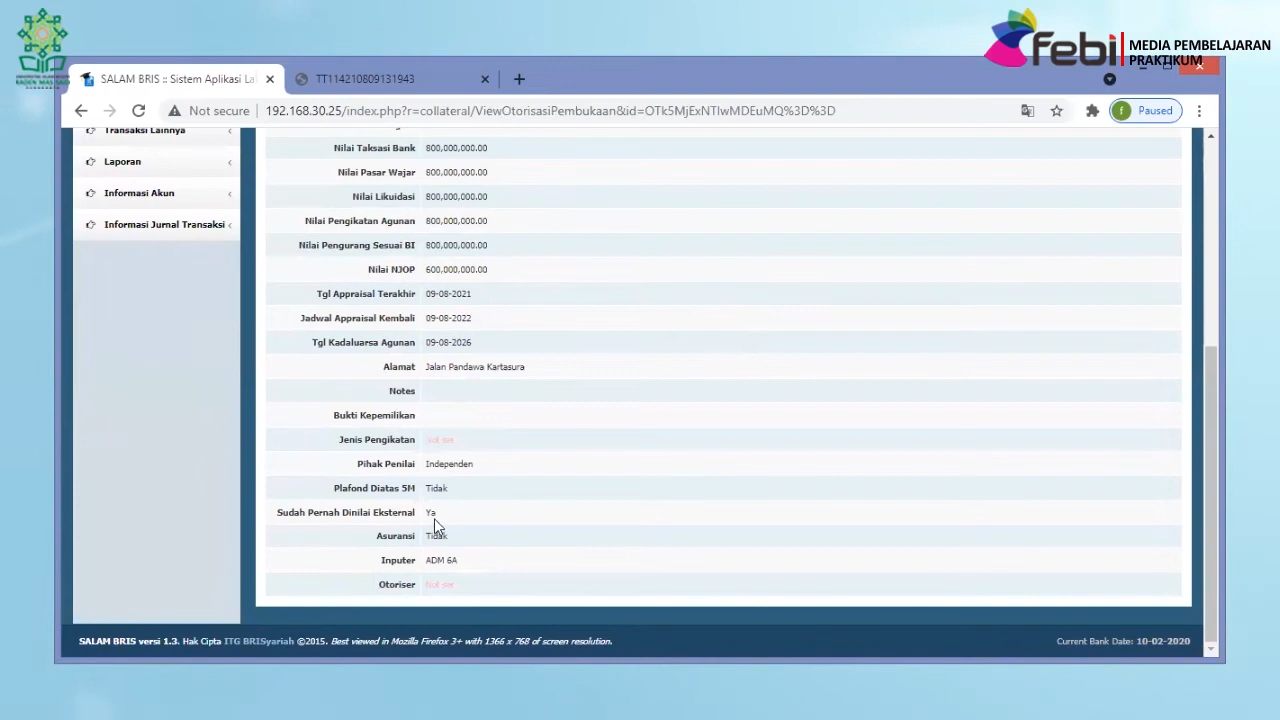 febi
MEDIA PEMBELAJARAN
PRAKTIKUM
SALAM BRIS :: Sistem Aplikasi La
TT114210809131943
Not secure
192.168.30.25/index.php?r=collateral/ViewOtorisasiPembukaan&id=OTk5MjExNTIwMDEuMQ%3D%3D
f
Paused
Transaksi Lainnya
Laporan
Informasi Akun
Informasi Jurnal Transaksi
Nilai Taksasi Bank 800,000,000.00
Nilai Pasar Wajar 800,000,000.00
Nilai Likuidasi 800,000,000.00
Nilai Pengikatan Agunan 800,000,000.00
Nilai Pengurang Sesuai BI 800,000,000.00
Nilai NJOP 600,000,000.00
Tgl Appraisal Terakhir 09-08-2021
Jadwal Appraisal Kembali 09-08-2022
Tgl Kadaluarsa Agunan 09-08-2026
Alamat Jalan Pandawa Kartasura
Notes
Bukti Kepemilikan
Jenis Pengikatan Not set
Pihak Penilai Independen
Plafond Diatas 5M Tidak
Sudah Pernah Dinilai Eksternal Ya
Asuransi Tidak
Inputer ADM 6A
Otoriser Not set
SALAM BRIS versi 1.3. Hak Cipta ITG BRISyariah ©2015. Best viewed in Mozilla Firefox 3+ with 1366 x 768 of screen resolution.
Current Bank Date: 10-02-2020